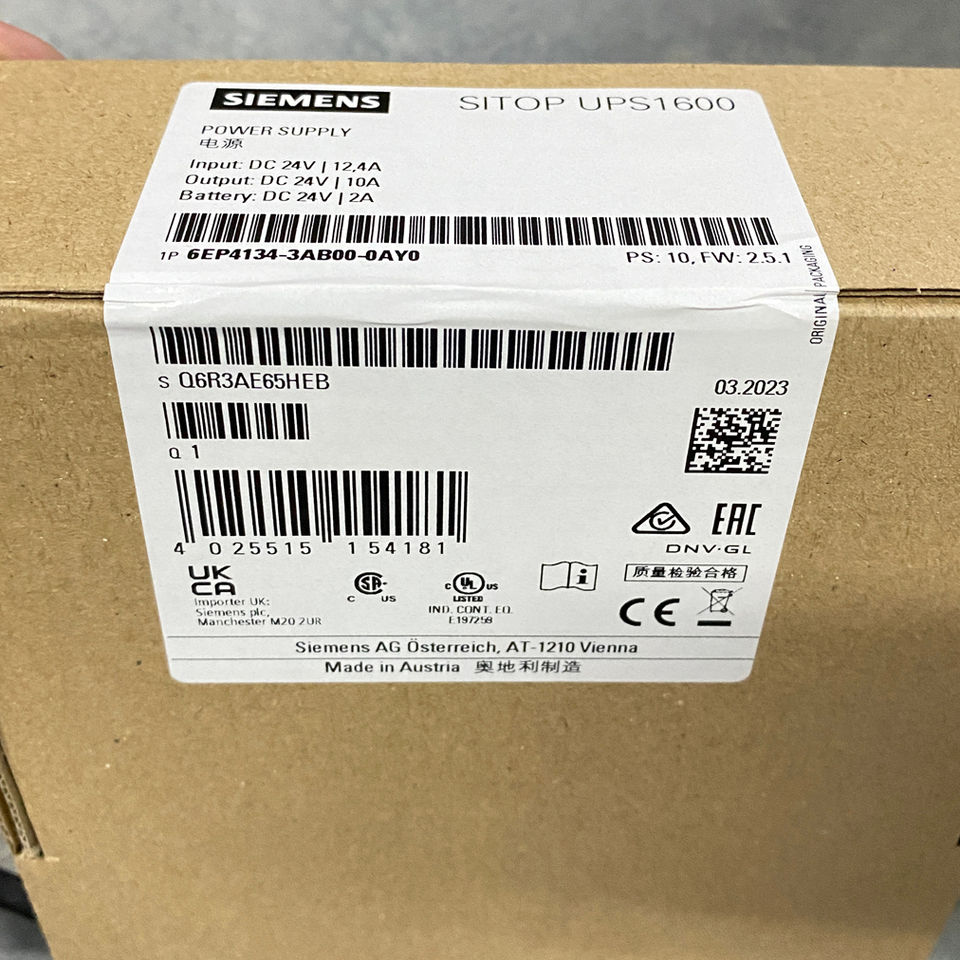 SIEMENS SITOP UPS1600
POWER SUPPLY
电源
Input: DC 24V | 12,4A
Output: DC 24V | 10A
Battery: DC 24V | 2A
1P 6EP4134-3AB00-0AY0 PS: 10, FW: 2.5.1
ORIGINAL PACKAGING
S Q6R3AE65HEB
03.2023
Q 1
4 025515 154181
EAC
DNV·GL
UK
CA
SA
C US
C UL US
LISTED
IND. CONT. EQ.
E197259
i
质量检验合格
CE
Importer UK:
Siemens plc,
Manchester M20 2UR
Siemens AG Österreich, AT-1210 Vienna
Made in Austria 奥地利制造